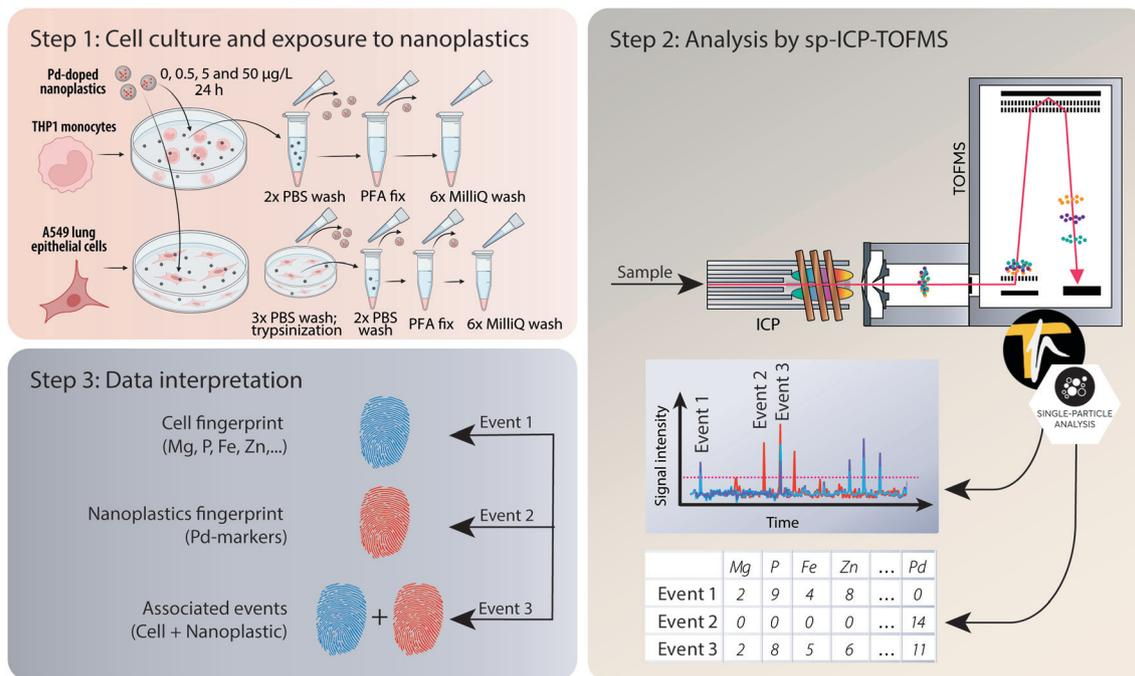 Step 1: Cell culture and exposure to nanoplastics
Pd-doped
nanoplastics
0, 0.5, 5 and 50 µg/L
24 h
THP1 monocytes
2x PBS wash
PFA fix
6x MilliQ wash
A549 lung
epithelial cells
3x PBS wash;
trypsinization
2x PBS
wash
PFA fix
6x MilliQ wash
Step 2: Analysis by sp-ICP-TOFMS
TOFMS
Sample
ICP
SINGLE-PARTICLE
ANALYSIS
Signal intensity
Event 1
Event 2
Event 3
Time
Mg P Fe Zn ... Pd
Event 1 2 9 4 8 ... 0
Event 2 0 0 0 0 ... 14
Event 3 2 8 5 6 ... 11
Step 3: Data interpretation
Cell fingerprint
(Mg, P, Fe, Zn,...)
Event 1
Nanoplastics fingerprint
(Pd-markers)
Event 2
Associated events
(Cell + Nanoplastic)
+
Event 3